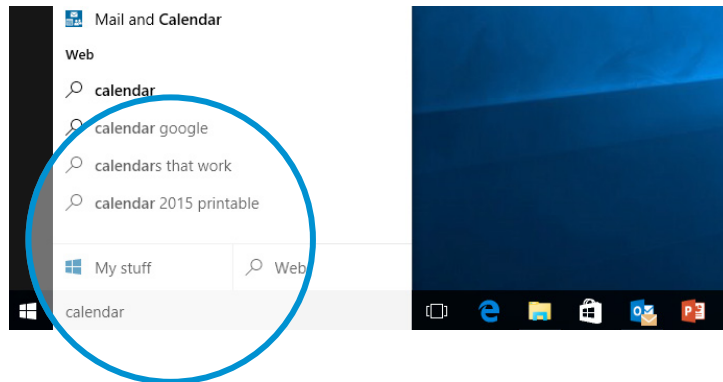 Mail and Calendar
Web
calendar
calendar google
calendars that work
calendar 2015 printable
My stuff
Web
calendar